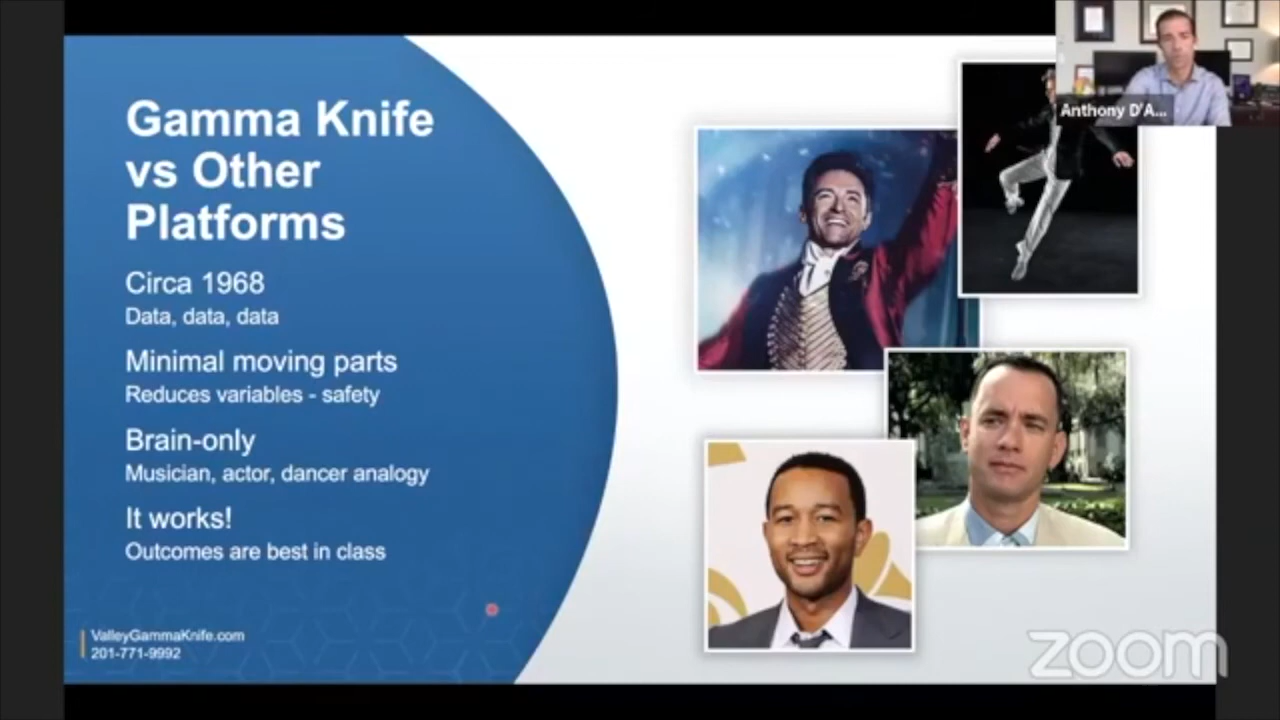 Gamma Knife
vs Other
Platforms
Circa 1968
Data, data, data
Minimal moving parts
Reduces variables - safety
Brain-only
Musician, actor, dancer analogy
It works!
Outcomes are best in class
ValleyGammaKnife.com
201-771-9992
Anthony D'A...
zoom